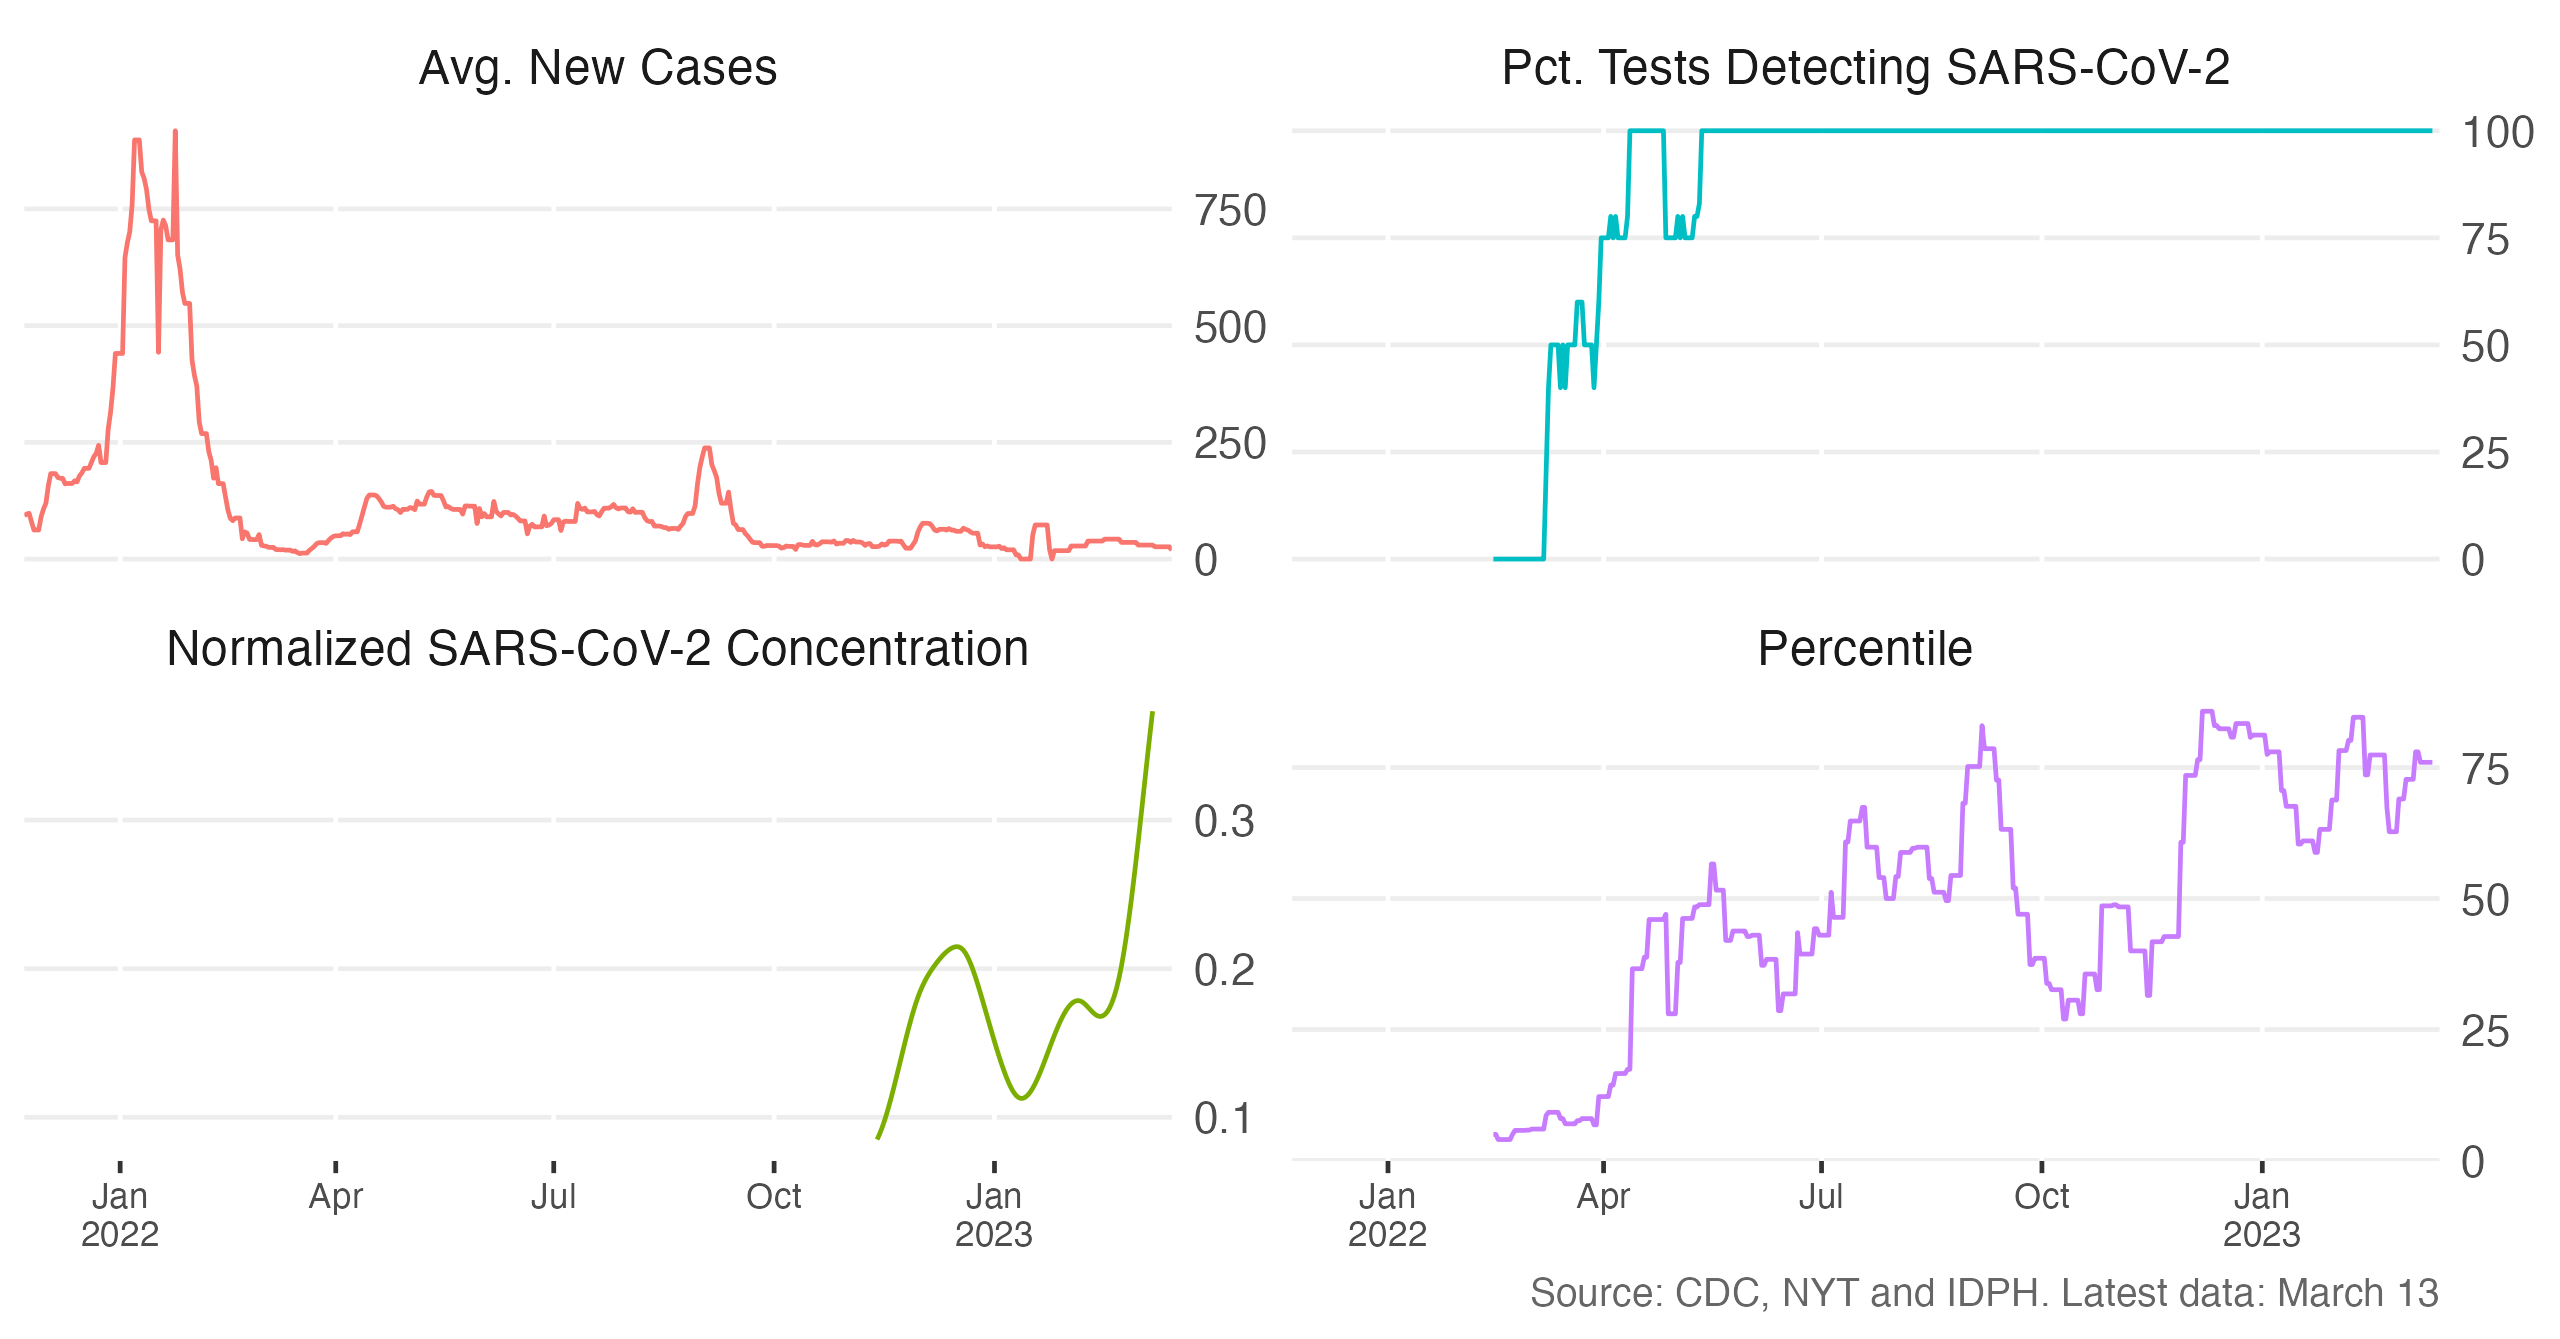 Avg. New Cases
750
500
250
0
Pct. Tests Detecting SARS-CoV-2
100
75
50
25
0
Normalized SARS-CoV-2 Concentration
0.3
0.2
0.1
Jan
2022
Apr
Jul
Oct
Jan
2023
Percentile
75
50
25
0
Jan
2022
Apr
Jul
Oct
Jan
2023
Source: CDC, NYT and IDPH. Latest data: March 13